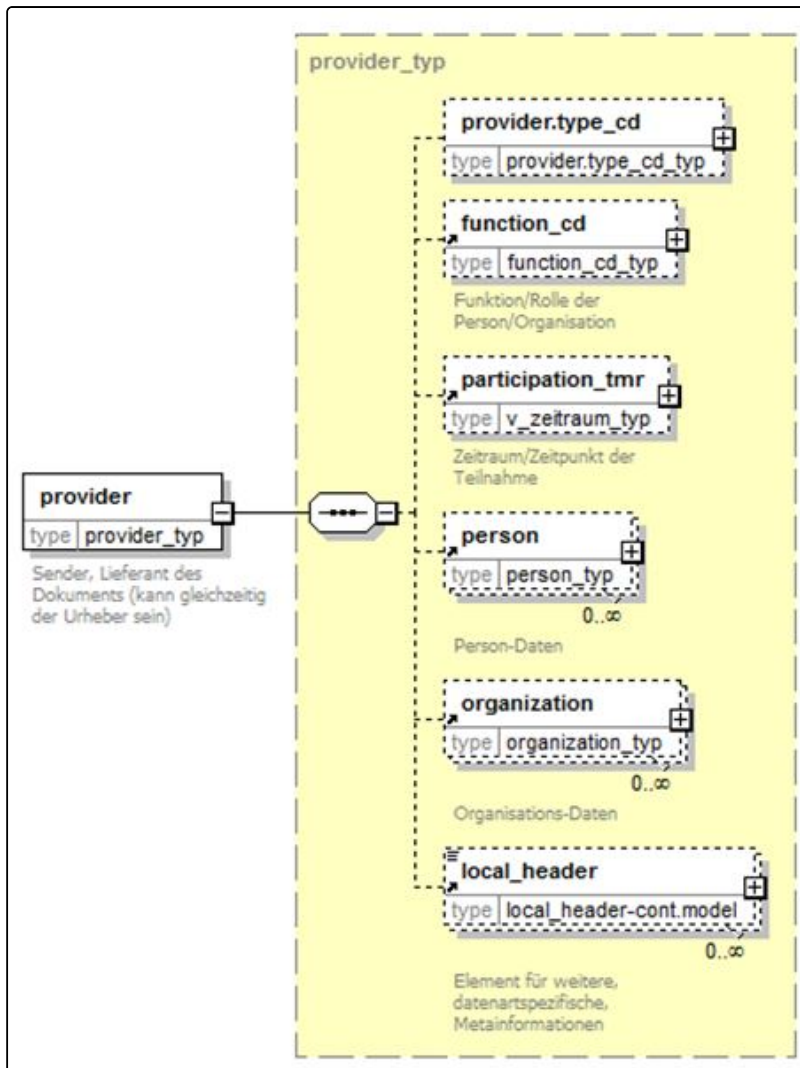 provider_typ
provider.type_cd
type provider.type_cd_typ
function_cd
type function_cd_typ
Funktion/Rolle der
Person/Organisation
participation_tmr
type v_zeitraum_typ
Zeitraum/Zeitpunkt der
Teilnahme
provider
type provider_typ
Sender, Lieferant des
Dokuments (kann gleichzeitig
der Urheber sein)
person
type person_typ
0..∞
Person-Daten
organization
type organization_typ
0..∞
Organisations-Daten
local_header
type local_header-cont.model
0..∞
Element für weitere,
datenartspezifische,
Metainformationen